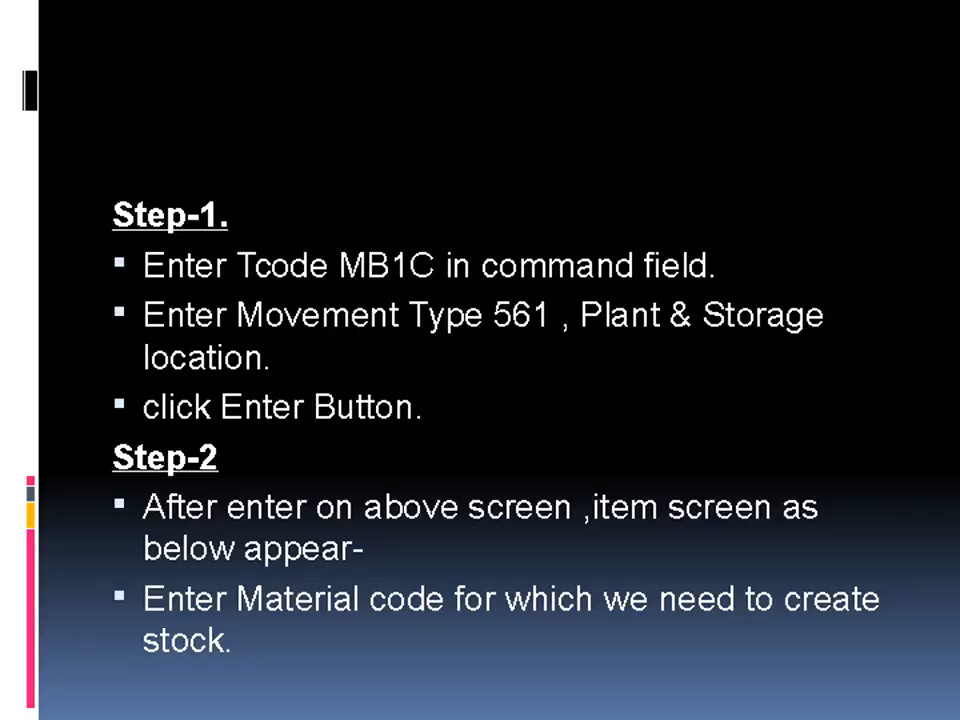 Step-1.
Enter Tcode MB1C in command field.
Enter Movement Type 561 , Plant & Storage
location.
click Enter Button.
Step-2
After enter on above screen ,item screen as
below appear-
Enter Material code for which we need to create
stock.